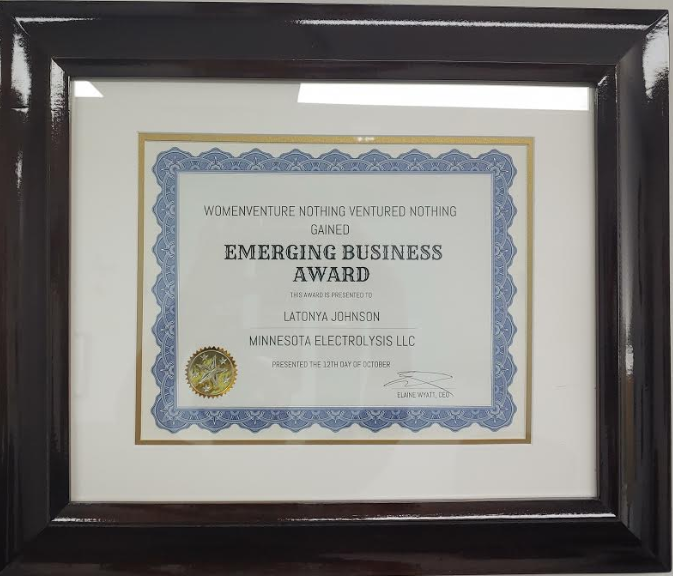 WOMENVENTURE NOTHING VENTURED NOTHING
GAINED
EMERGING BUSINESS
AWARD
THIS AWARD IS PRESENTED TO
LATONYA JOHNSON
MINNESOTA ELECTROLYSIS LLC
PRESENTED THE 12TH DAY OF OCTOBER
ELAINE WYATT, CEO